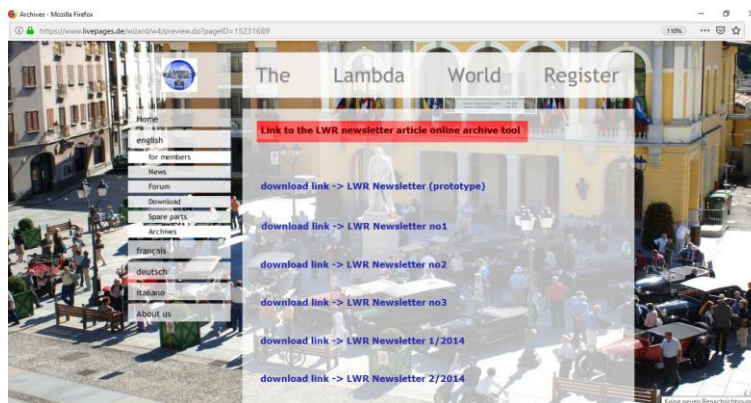 Archives - Mozilla Firefox
https://www.livepages.de/wizard/w4/preview.do?pageID=15231689
110%
The Lambda World Register
Home
english
for members
News
Forum
Download
Spare parts
Archives
français
deutsch
italiano
About us
Link to the LWR newsletter article online archive tool
download link -> LWR Newsletter (prototype)
download link -> LWR Newsletter no1
download link -> LWR Newsletter no2
download link -> LWR Newsletter no3
download link -> LWR Newsletter 1/2014
download link -> LWR Newsletter 2/2014
Keine neuen Benachrichtigung